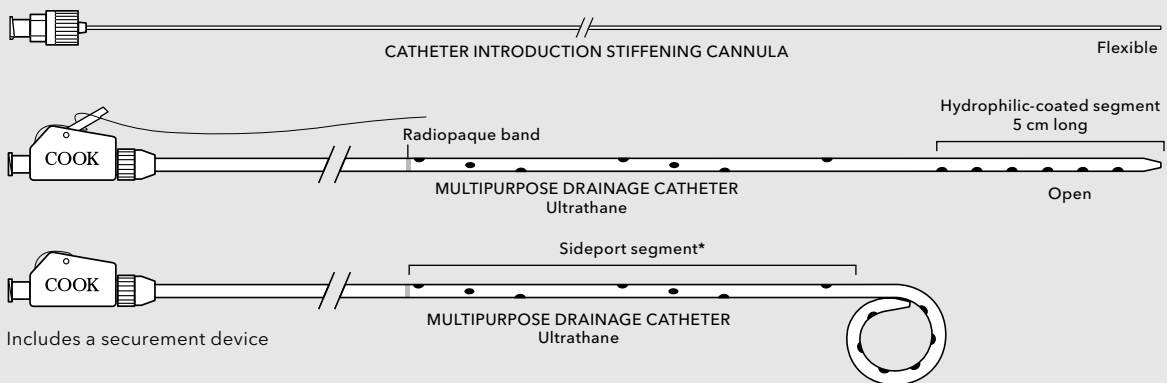 CATHETER INTRODUCTION STIFFENING CANNULA
Flexible
Hydrophilic-coated segment
5 cm long
Radiopaque band
COOK
MULTIPURPOSE DRAINAGE CATHETER
Ultrathane
Open
Sideport segment*
COOK
MULTIPURPOSE DRAINAGE CATHETER
Ultrathane
Includes a securement device